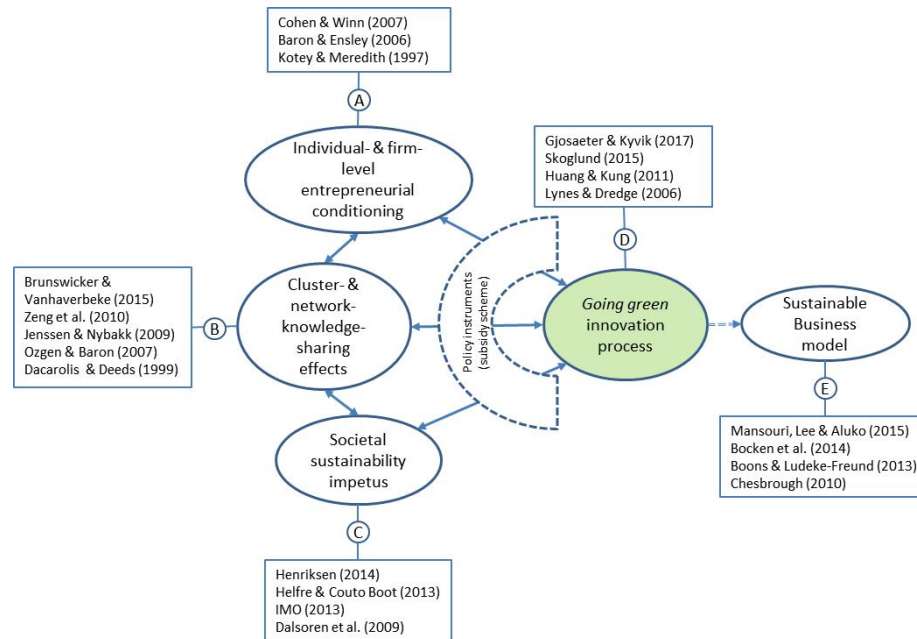 Cohen & Winn (2007)
Baron & Ensley (2006)
Kotey & Meredith (1997)
A
Individual- & firm-
level
entrepreneurial
conditioning
Gjosaeter & Kyvik (2017)
Skoglund (2015)
Huang & Kung (2011)
Lynes & Dredge (2006)
D
Brunswicker &
Vanhaverbeke (2015)
Zeng et al. (2010)
Jenssen & Nybakk (2009)
Ozgen & Baron (2007)
Dacarolis & Deeds (1999)
B
Cluster- &
network-
knowledge-
sharing
effects
Policy instruments
(subsidy scheme)
Going green
innovation
process
Sustainable
Business
model
E
Mansouri, Lee & Aluko (2015)
Bocken et al. (2014)
Boons & Ludeke-Freund (2013)
Chesbrough (2010)
Societal
sustainability
impetus
C
Henriksen (2014)
Helfre & Couto Boot (2013)
IMO (2013)
Dalsoren et al. (2009)